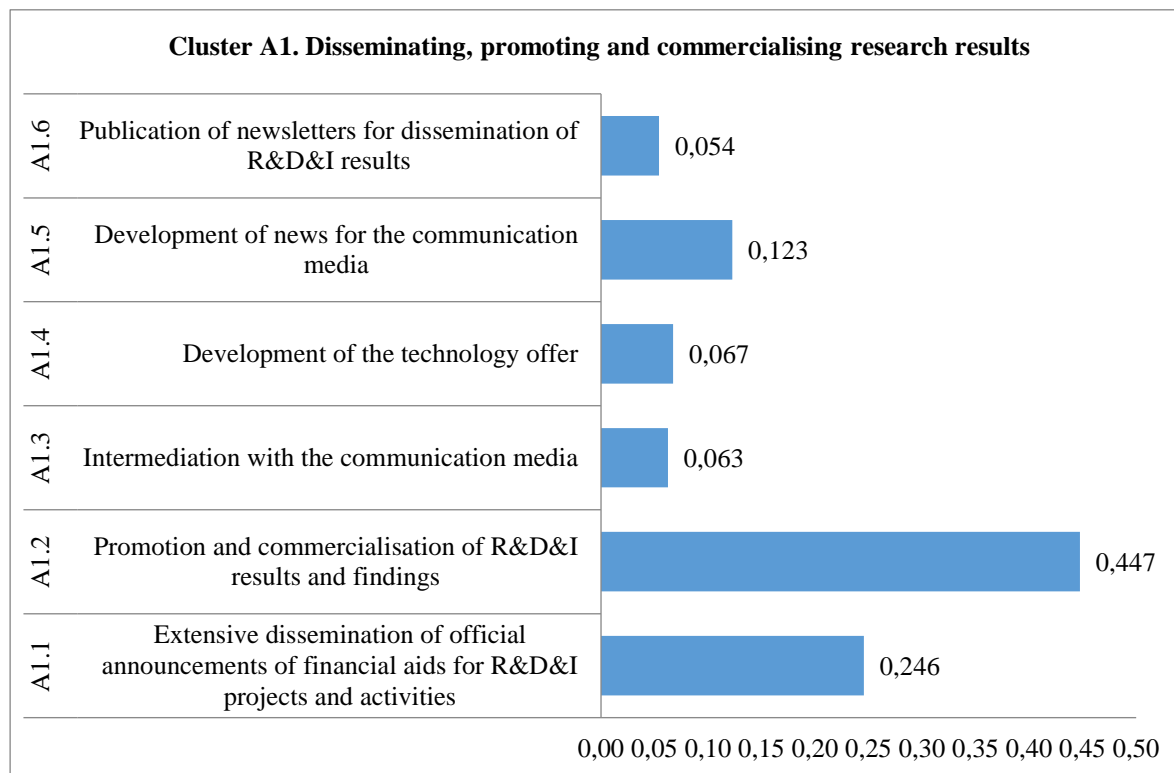 Cluster A1. Disseminating, promoting and commercialising research results
A1.6
Publication of newsletters for dissemination of
R&D&I results
0,054
A1.5
Development of news for the communication
media
0,123
A1.4
Development of the technology offer
0,067
A1.3
Intermediation with the communication media
0,063
A1.2
Promotion and commercialisation of R&D&I
results and findings
0,447
A1.1
Extensive dissemination of official
announcements of financial aids for R&D&I
projects and activities
0,246
0,00 0,05 0,10 0,15 0,20 0,25 0,30 0,35 0,40 0,45 0,50